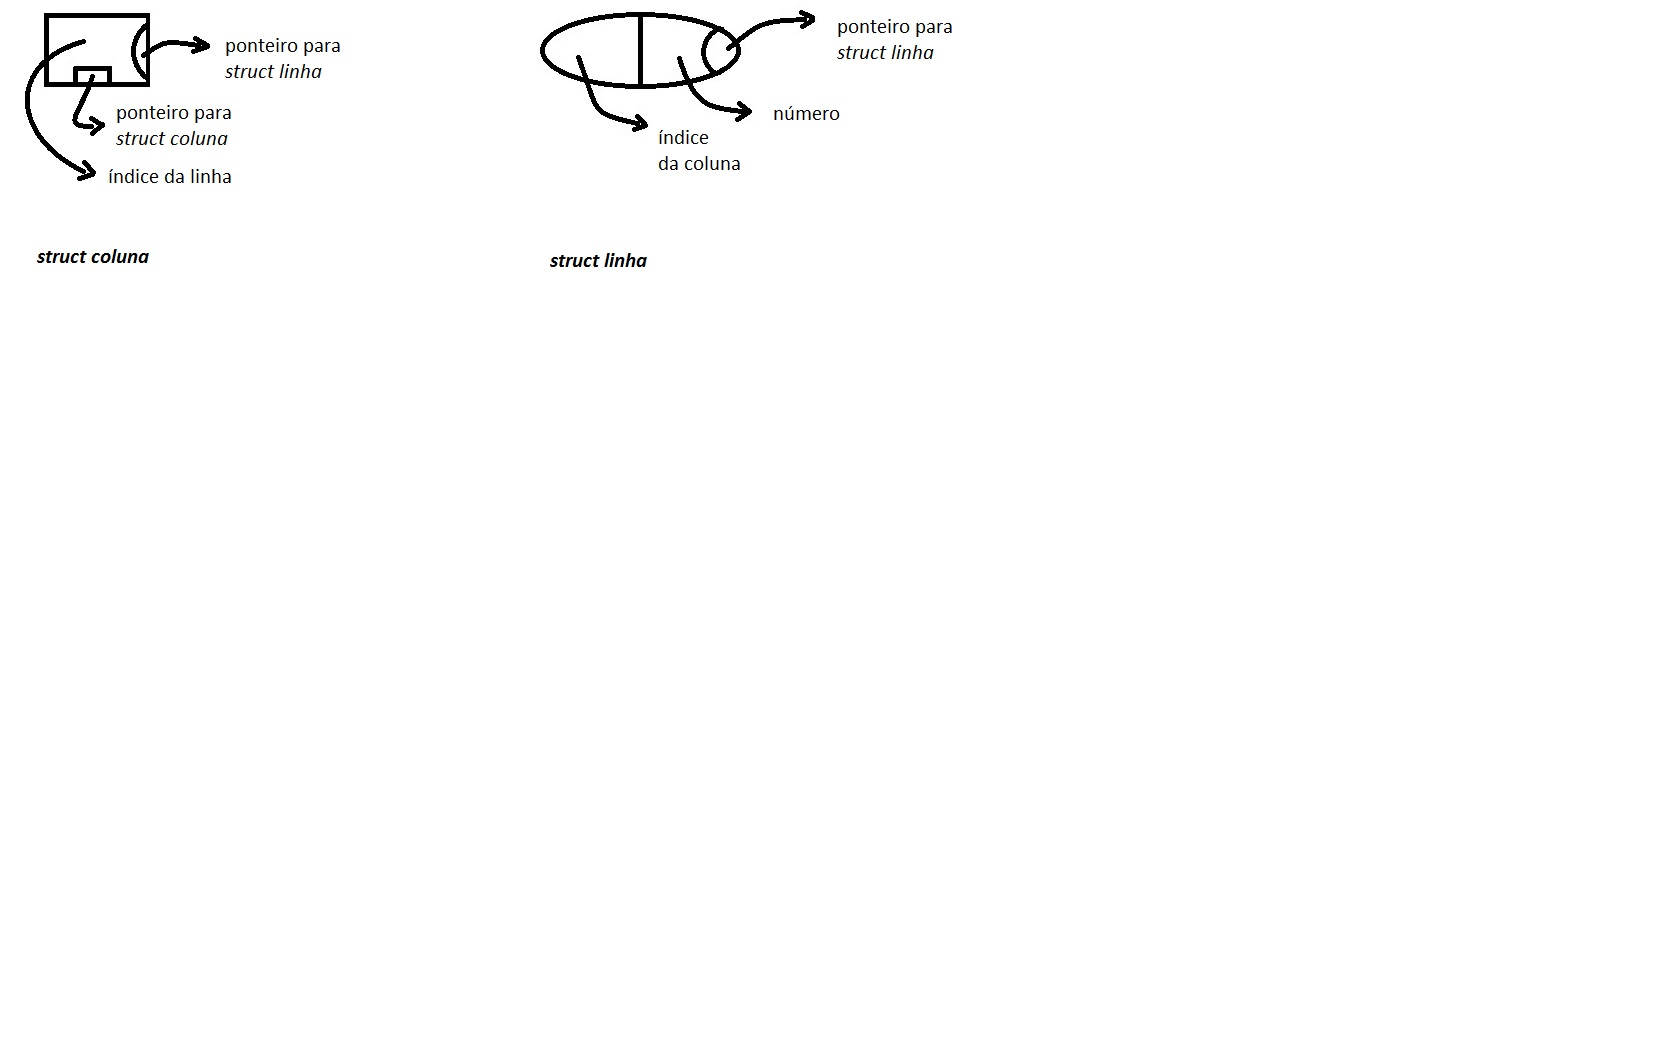 ponteiro para
struct linha
ponteiro para
struct coluna
índice da linha
struct coluna
ponteiro para
struct linha
número
índice
da coluna
struct linha